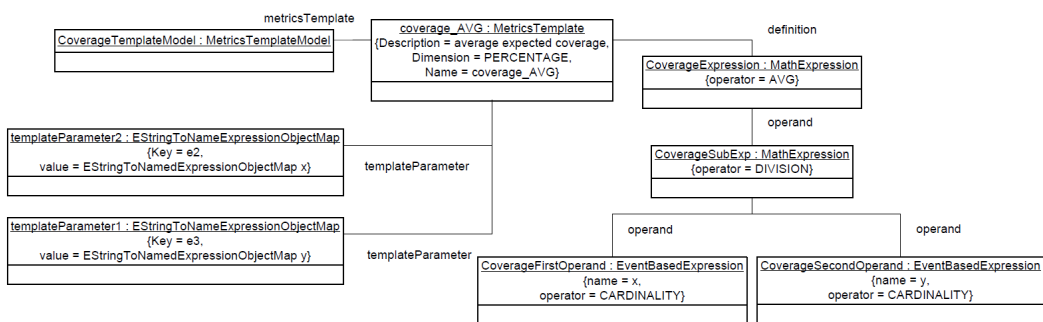 metricsTemplate
CoverageTemplateModel : MetricsTemplateModel
coverage_AVG : MetricsTemplate
{Description = average expected coverage,
Dimension = PERCENTAGE,
Name = coverage_AVG}
definition
CoverageExpression : MathExpression
{operator = AVG}
operand
CoverageSubExp : MathExpression
{operator = DIVISION}
templateParameter2 : EStringToNameExpressionObjectMap
{Key = e2,
value = EStringToNamedExpressionObjectMap x}
templateParameter
templateParameter1 : EStringToNameExpressionObjectMap
{Key = e3,
value = EStringToNamedExpressionObjectMap y}
templateParameter
operand
operand
CoverageFirstOperand : EventBasedExpression
{name = x,
operator = CARDINALITY}
CoverageSecondOperand : EventBasedExpression
{name = y,
operator = CARDINALITY}